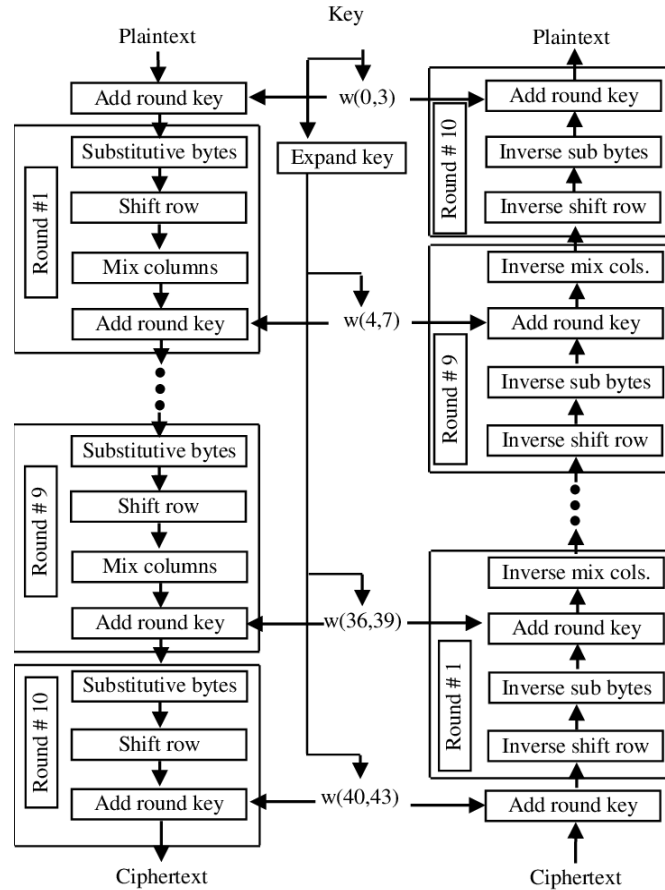 Key
Plaintext
Add round key
Round #1
Substitutive bytes
Shift row
Mix columns
Add round key
Round # 9
Substitutive bytes
Shift row
Mix columns
Add round key
Round # 10
Substitutive bytes
Shift row
Add round key
Ciphertext
w(0,3)
Expand key
w(4,7)
w(36,39)
w(40,43)
Plaintext
Round # 10
Add round key
Inverse sub bytes
Inverse shift row
Round # 9
Inverse mix cols.
Add round key
Inverse sub bytes
Inverse shift row
Round # 1
Inverse mix cols.
Add round key
Inverse sub bytes
Inverse shift row
Add round key
Ciphertext